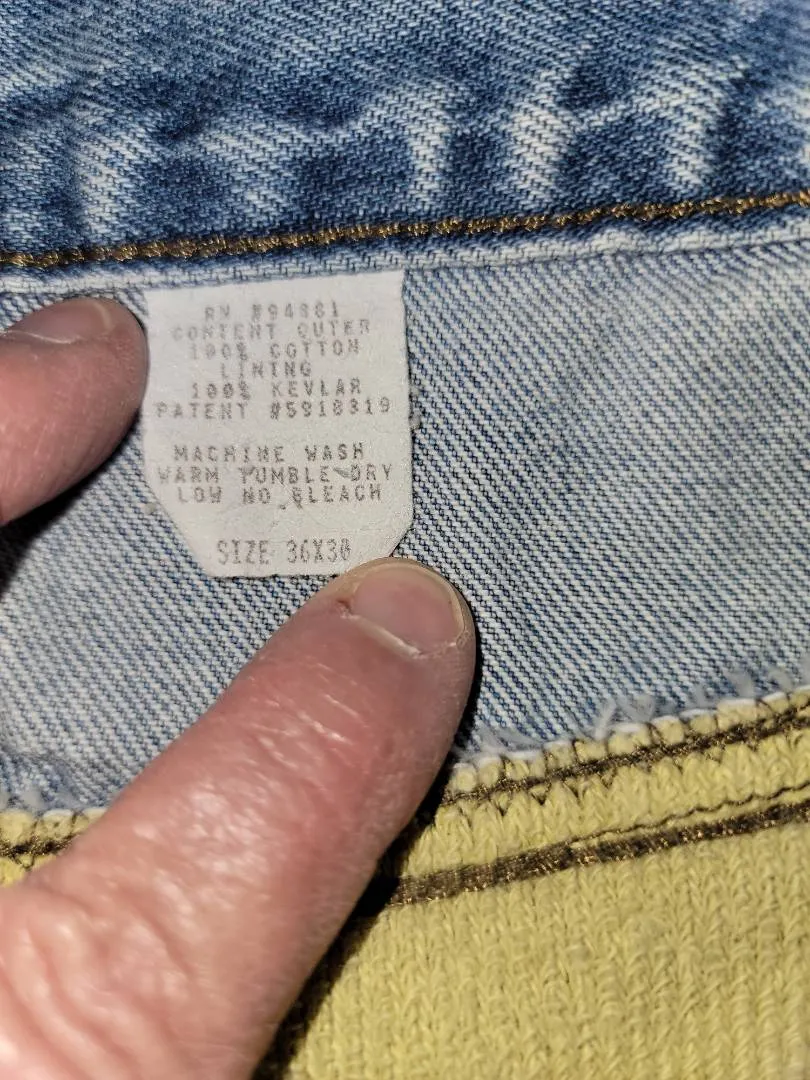 RN #94881
CONTENT OUTER
100% COTTON
LINING
100% KEVLAR
PATENT #5918319
MACHINE WASH
WARM TUMBLE DRY
LOW NO BLEACH
SIZE 36X30